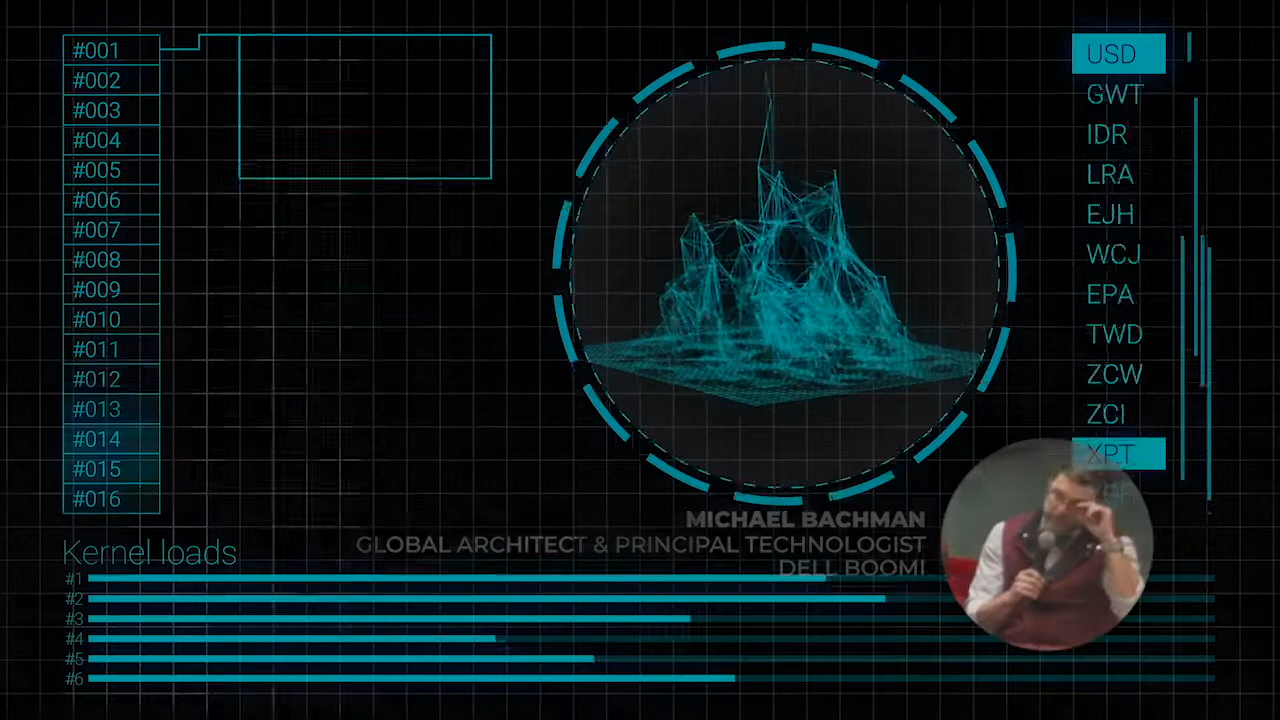 #001
#002
#003
#004
#005
#006
#007
#008
#009
#010
#011
#012
#013
#014
#015
#016
USD
GWT
IDR
LRA
EJH
WCJ
EPA
TWD
ZCW
ZCI
XPT
MICHAEL BACHMAN
GLOBAL ARCHITECT & PRINCIPAL TECHNOLOGIST
DELL BOOMI
Kernel loads
#1
#2
#3
#4
#5
#6